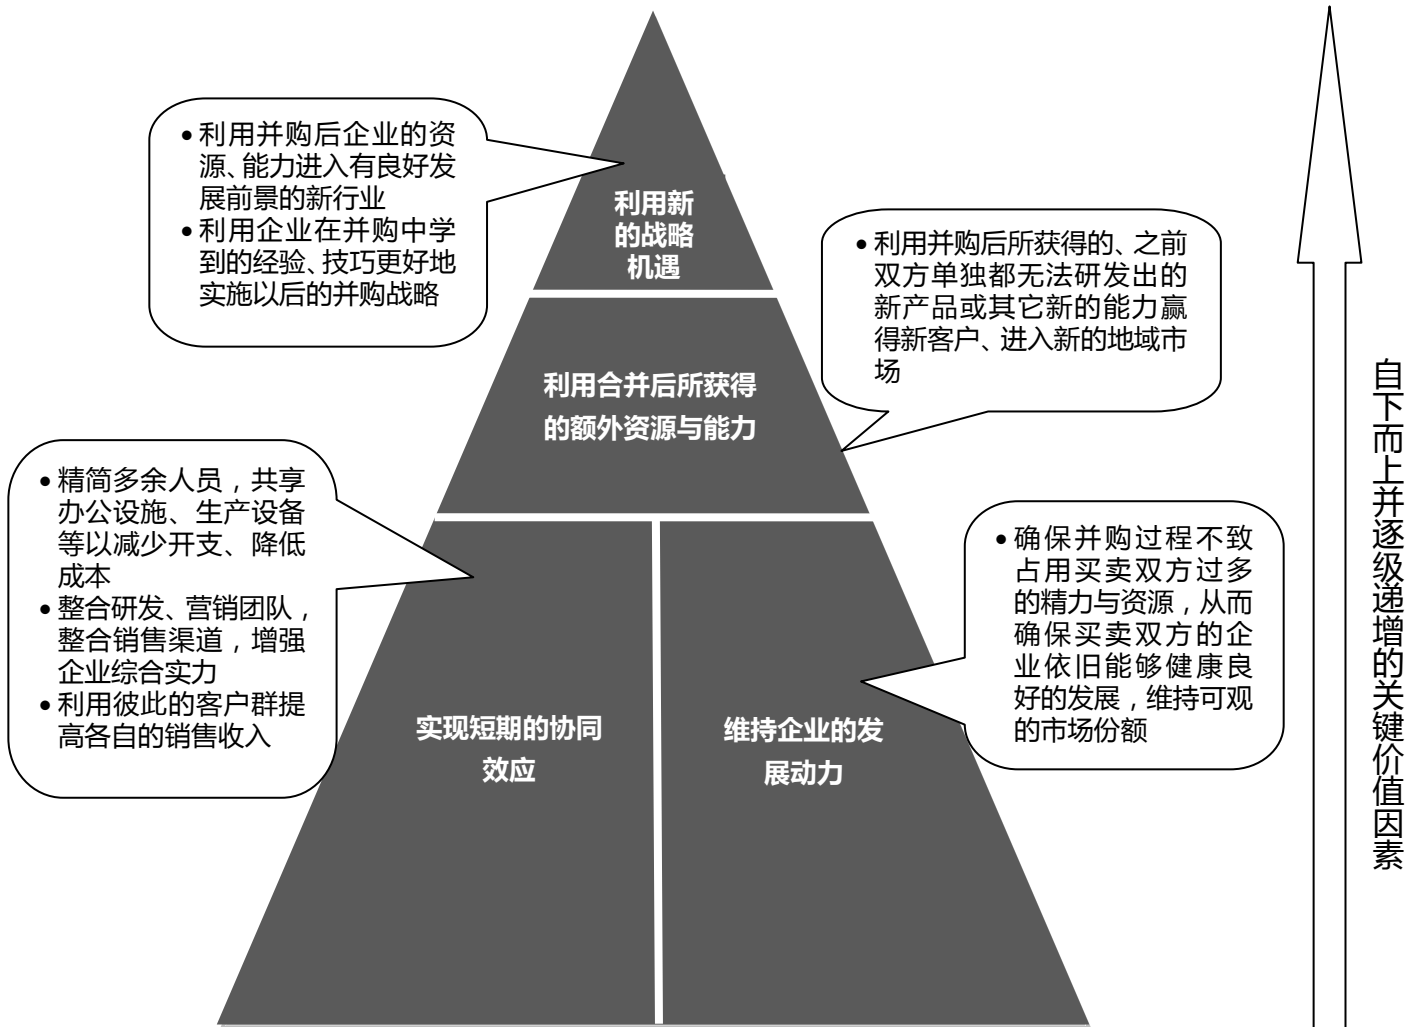 • 利用并购后企业的资
源、能力进入有良好发
展前景的新行业
• 利用企业在并购中学
到的经验、技巧更好地
实施以后的并购战略
利用新
的战略
机遇
• 利用并购后所获得的、之前
双方单独都无法研发出的
新产品或其它新的能力赢
得新客户、进入新的地域市
场
利用合并后所获得
的额外资源与能力
• 精简多余人员，共享
办公设施、生产设备
等以减少开支、降低
成本
• 整合研发、营销团队，
整合销售渠道，增强
企业综合实力
• 利用彼此的客户群提
高各自的销售收入
实现短期的协同
效应
维持企业的发
展动力
• 确保并购过程不致
占用买卖双方过多
的精力与资源，从而
确保买卖双方的企
业依旧能够健康良
好的发展，维持可观
的市场份额
自下而上并逐级递增的关键价值因素